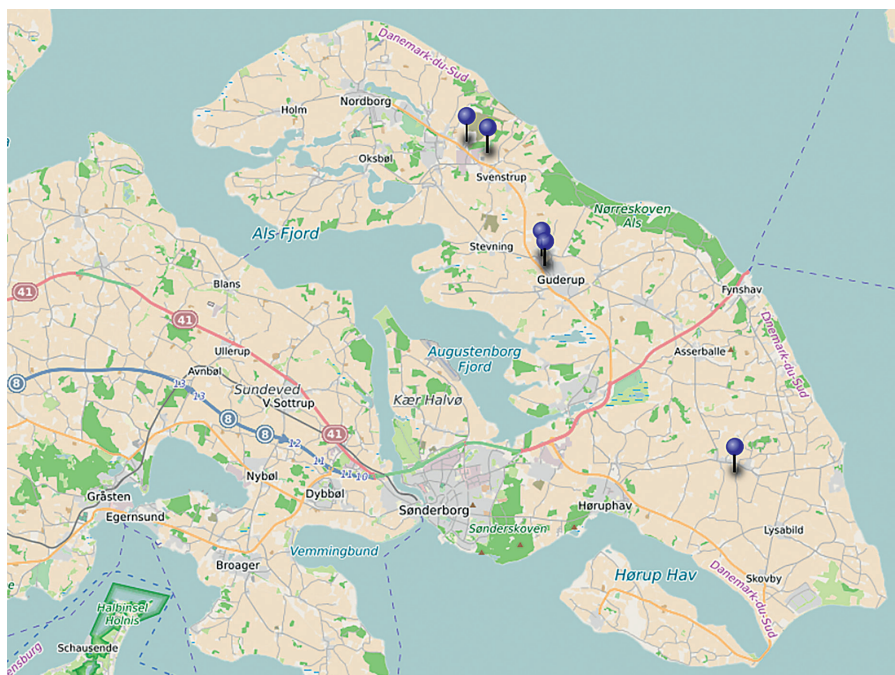 Danemark-du-Sud
Nordborg
Holm
Oksbøl
Svenstrup
Nørreskoven
Als
Als Fjord
Stevning
Guderup
Blans
Fynshav
41
41
Danemark-du-Sud
Ullerup
Augustenborg
Fjord
Asserballe
8
Avnbøl
13
13
Sundeved
V Sottrup
Kær Halvø
8
8
12
41
11
11
10
Nybøl
Dybbøl
Gråsten
Egernsund
Sønderborg
Hørup­hav
Sønderskoven
Lysabild
Vemmingbund
Broager
Hørup Hav
Danemark-du-Sud
Skovby
Halbinsel
Holnis
Schausende
ensburg